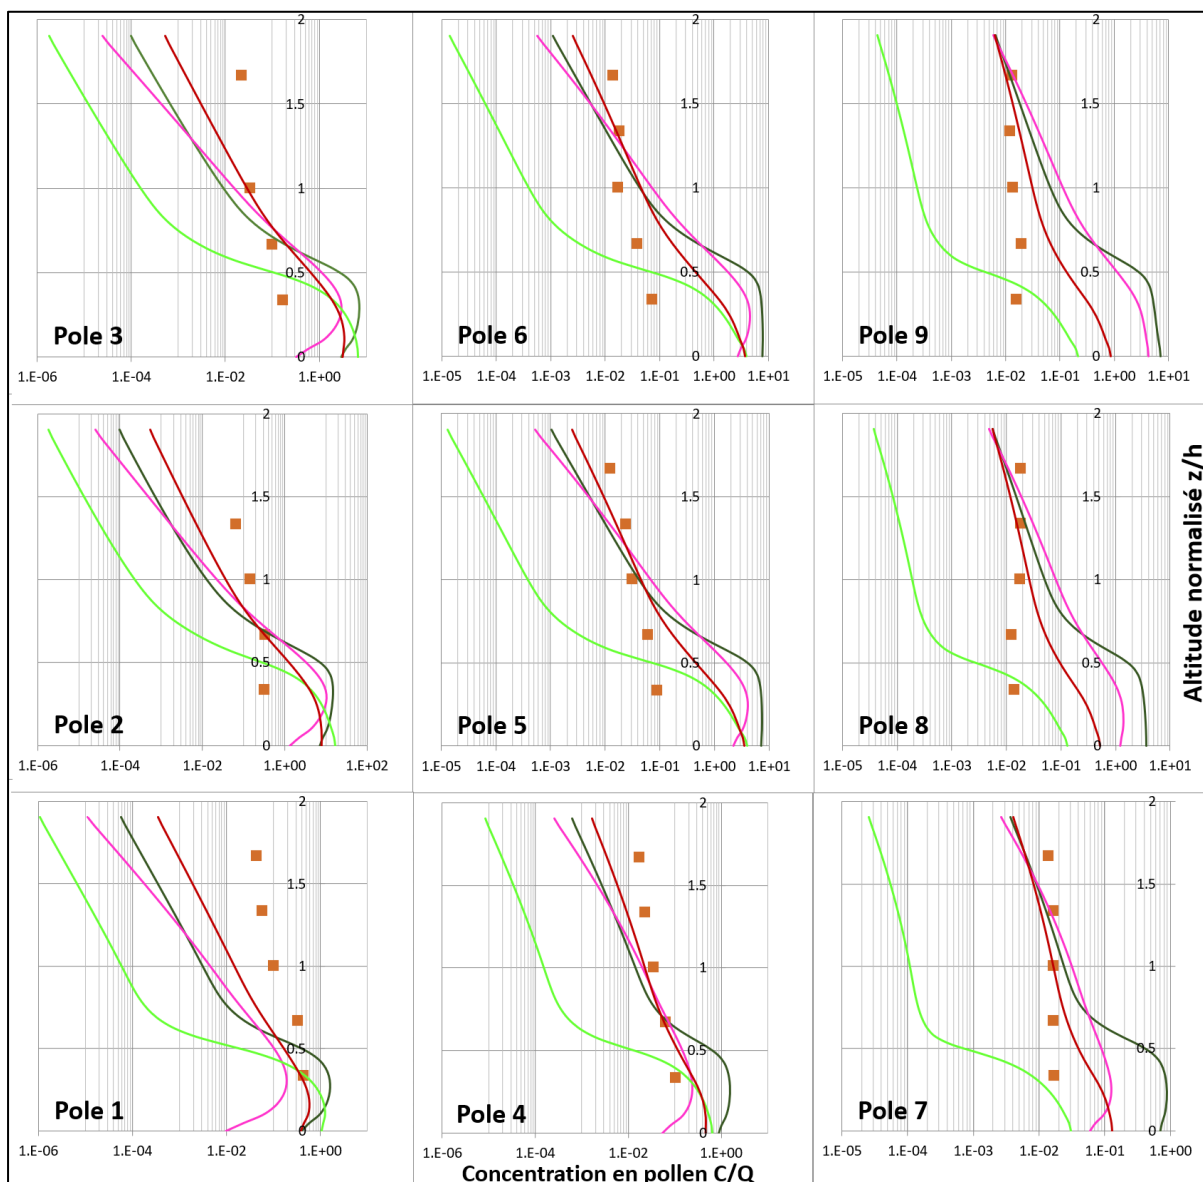 2
1.5
1
0.5
Pole 3
0
1.E-06 1.E-04 1.E-02 1.E+00
2
1.5
1
0.5
Pole 6
0
1.E-06 1.E-05 1.E-04 1.E-03 1.E-02 1.E-01 1.E+00 1.E+01
2
1.5
1
0.5
Pole 9
0
1.E-05 1.E-04 1.E-03 1.E-02 1.E-01 1.E+00 1.E+01
2
1.5
1
0.5
Pole 2
0
1.E-06 1.E-04 1.E-02 1.E+00 1.E+02
2
1.5
1
0.5
Pole 5
0
1.E-06 1.E-05 1.E-04 1.E-03 1.E-02 1.E-01 1.E+00 1.E+01
2
1.5
1
0.5
Pole 8
0
1.E-05 1.E-04 1.E-03 1.E-02 1.E-01 1.E+00 1.E+01
Altitude normalisé z/h
2
1.5
1
0.5
Pole 1
0
1.E-06 1.E-04 1.E-02 1.E+00
2
1.5
1
0.5
Pole 4
0
1.E-06 1.E-04 1.E-02 1.E+00
2
1.5
1
0.5
Pole 7
0
1.E-05 1.E-04 1.E-03 1.E-02 1.E-01 1.E+00
Concentration en pollen C/Q